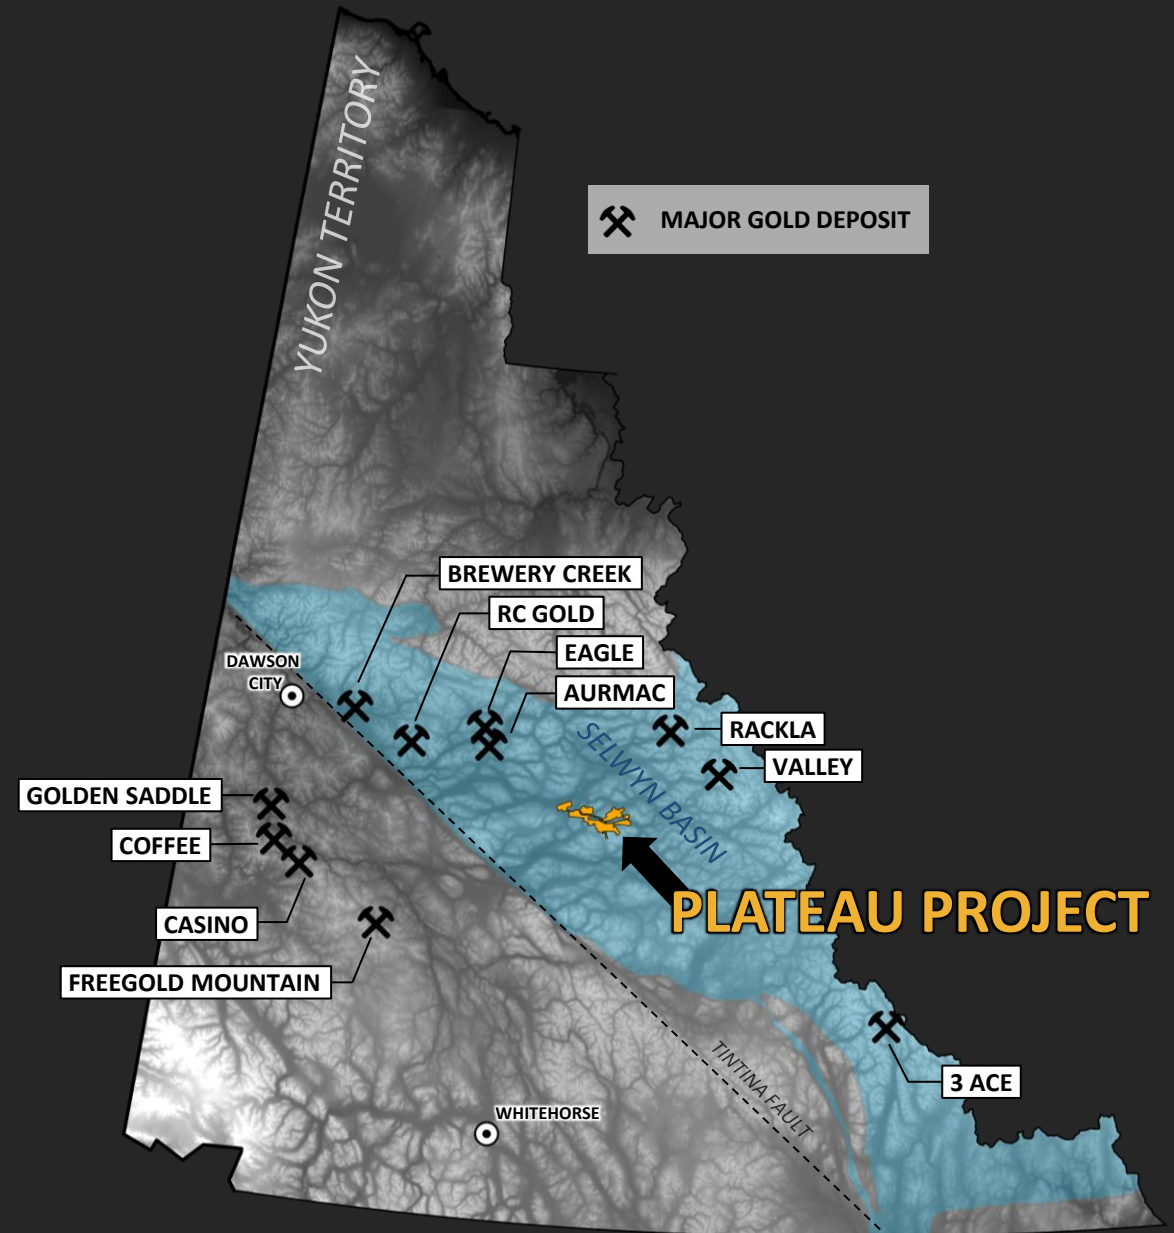 YUKON TERRITORY
MAJOR GOLD DEPOSIT
BREWERY CREEK
RC GOLD
EAGLE
AURMAC
DAWSON
CITY
RACKLA
VALLEY
SELWYN BASIN
GOLDEN SADDLE
COFFEE
CASINO
FREEGOLD MOUNTAIN
PLATEAU PROJECT
3 ACE
TINTINA FAULT
WHITEHORSE